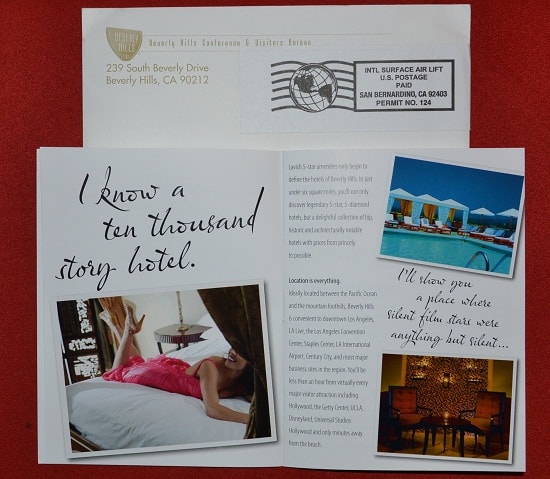 BEVERLY
HILLS
Beverly Hills Conference & Visitors Bureau
239 South Beverly Drive
Beverly Hills, CA 90212
INTL SURFACE AIR LIFT
U.S. POSTAGE
PAID
SAN BERNARDINO, CA 92403
PERMIT NO. 124
I know a
ten thousand
story hotel.
Lavish 5-star amenities only begin to
define the hotels of Beverly Hills. In just
under six square miles, you'll not only
discover legendary 5-star, 5-diamond
hotels, but a delightful collection of hip,
historic and architecturally notable
hotels with prices from princely
to possible.
Location is everything.
Ideally located between the Pacific Ocean
and the mountain foothills, Beverly Hills
is convenient to downtown Los Angeles,
LA Live, the Los Angeles Convention
Center, Staples Center, LA International
Airport, Century City, and most major
business sites in the region. You'll be
less than an hour from virtually every
major visitor attraction including
Hollywood, the Getty Center, UCLA,
Disneyland, Universal Studios
Hollywood and only minutes away
from the beach.
I'll show you
a place where
silent film stars were
anything but silent...